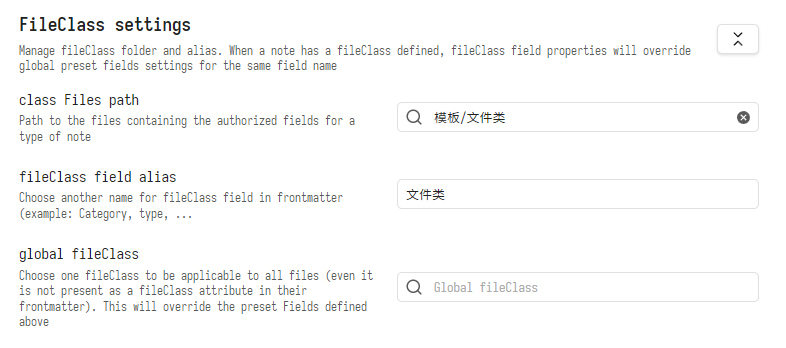 FileClass settings
Manage fileClass folder and alias. When a note has a fileClass defined, fileClass field properties will override
global preset fields settings for the same field name
class Files path
Path to the files containing the authorized fields for a
type of note
模板/文件类
fileClass field alias
Choose another name for fileClass field in frontmatter
(example: Category, type, ...
文件类
global fileClass
Choose one fileClass to be applicable to all files (even it
is not present as a fileClass attribute in their
frontmatter). This will override the preset Fields defined
above
Global fileClass